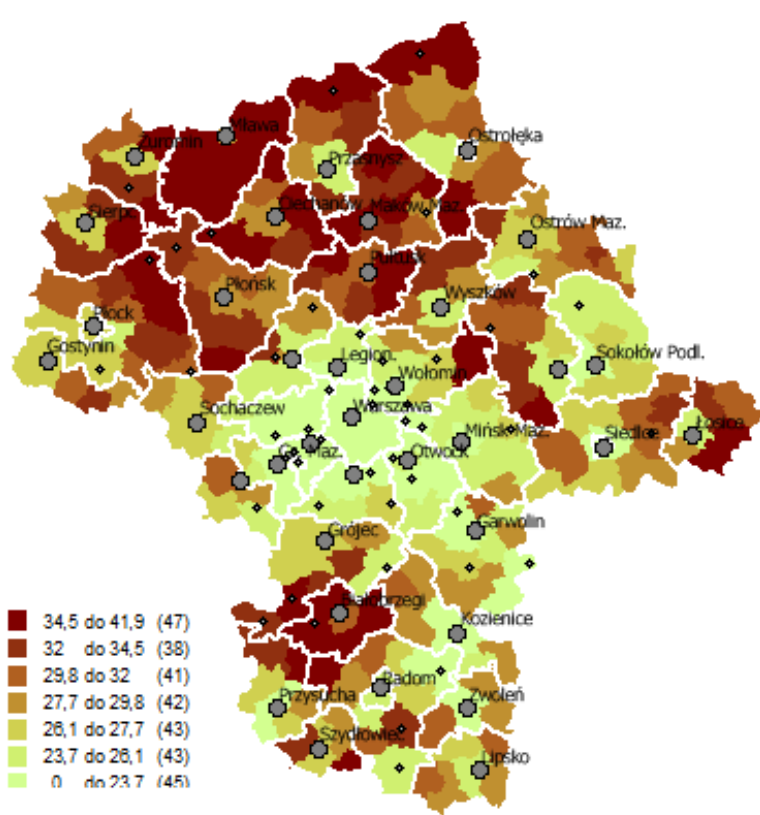 Mława
Żuromin
Ostrołęka
Przasnysz
Sierpc
Ciechanów
Maków Maz.
Ostrów Maz.
Pułtusk
Płońsk
Wyszków
Płock
Gostynin
Legion.
Sokołów Podl.
Wołomin
Sochaczew
Warszawa
Mińsk Maz.
Siedlce
Łosice
Maz.
Otwock
Garwolin
Grójec
Białobrzegi
Kozienice
Radom
Przysucha
Zwoleń
Szydłowiec
Lipsko
34,5 do 41,9 (47)
32 do 34,5 (38)
29,8 do 32 (41)
27,7 do 29,8 (42)
26,1 do 27,7 (43)
23,7 do 26,1 (43)
0 do 23,7 (45)